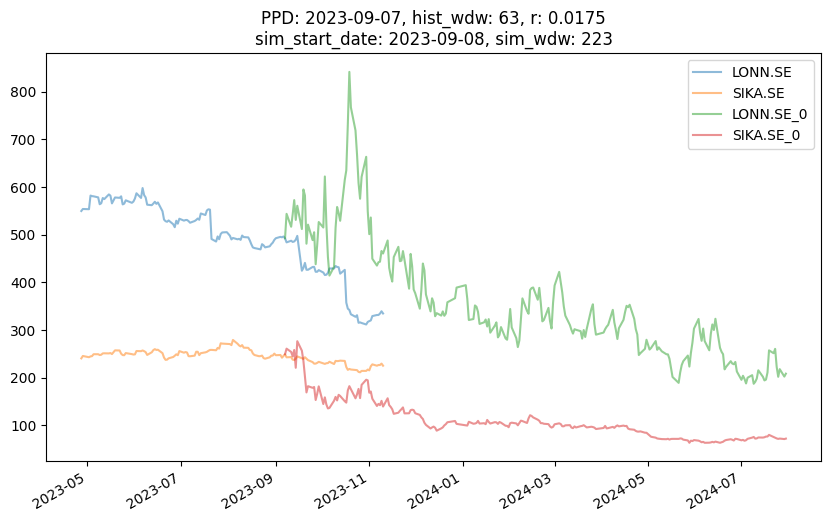 PPD: 2023-09-07, hist_wdw: 63, r: 0.0175
sim_start_date: 2023-09-08, sim_wdw: 223
LONN.SE
SIKA.SE
LONN.SE_0
SIKA.SE_0
800
700
600
500
400
300
200
100
2023-05
2023-07
2023-09
2023-11
2024-01
2024-03
2024-05
2024-07